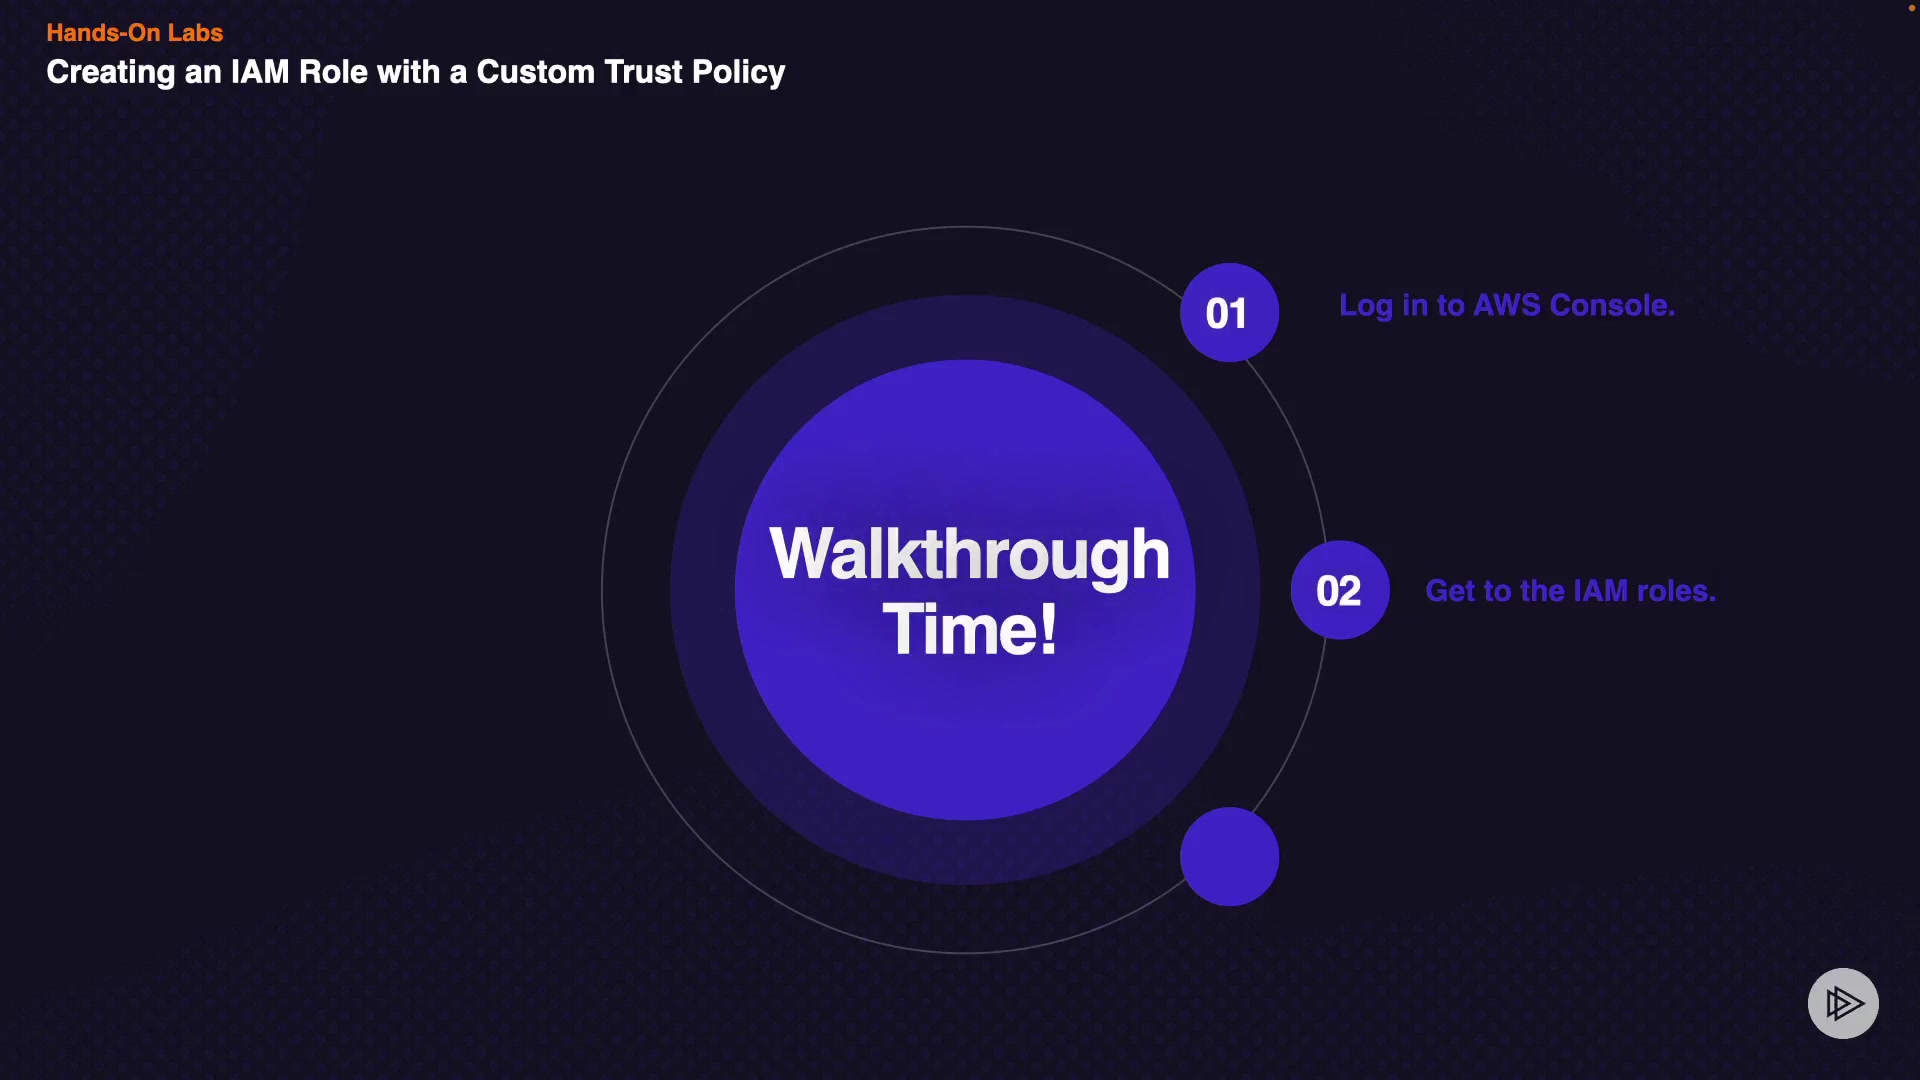 Hands-On Labs
Creating an IAM Role with a Custom Trust Policy
01
Log in to AWS Console.
Walkthrough
Time!
02
Get to the IAM roles.